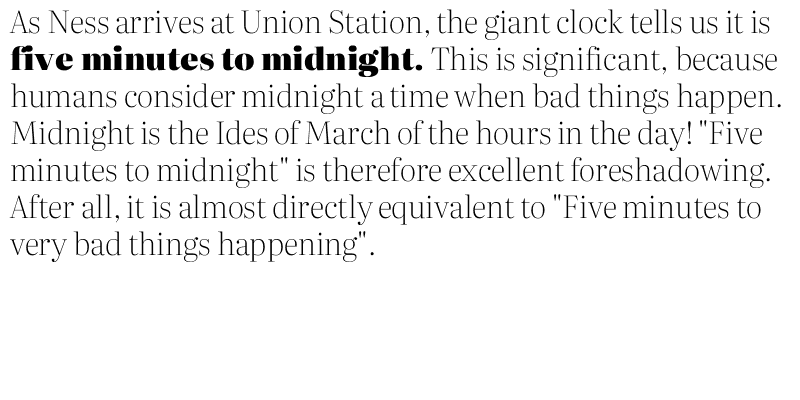 As Ness arrives at Union Station, the giant clock tells us it is
five minutes to midnight. This is significant, because
humans consider midnight a time when bad things happen.
Midnight is the Ides of March of the hours in the day! "Five
minutes to midnight" is therefore excellent foreshadowing.
After all, it is almost directly equivalent to "Five minutes to
very bad things happening".